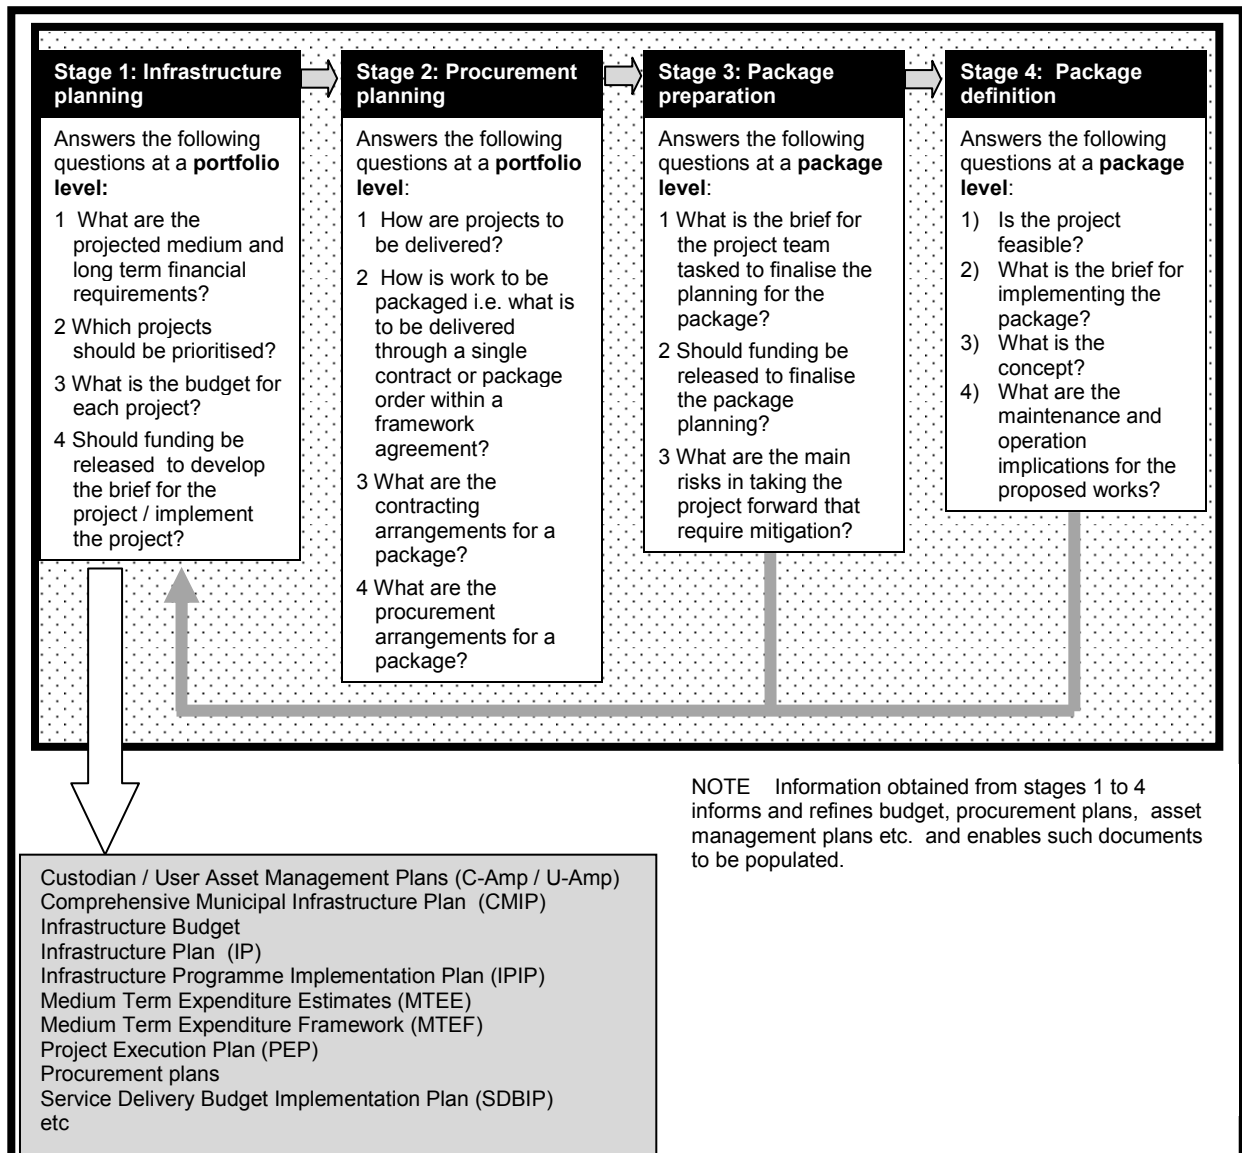 Stage 1: Infrastructure
planning
Answers the following
questions at a portfolio
level:
1 What are the
projected medium and
long term financial
requirements?
2 Which projects
should be prioritised?
3 What is the budget for
each project?
4 Should funding be
released to develop
the brief for the
project / implement
the project?
Stage 2: Procurement
planning
Answers the following
questions at a portfolio
level:
1 How are projects to
be delivered?
2 How is work to be
packaged i.e. what is
to be delivered
through a single
contract or package
order within a
framework
agreement?
3 What are the
contracting
arrangements for a
package?
4 What are the
procurement
arrangements for a
package?
Stage 3: Package
preparation
Answers the following
questions at a package
level:
1 What is the brief for
the project team
tasked to finalise the
planning for the
package?
2 Should funding be
released to finalise
the package
planning?
3 What are the main
risks in taking the
project forward that
require mitigation?
Stage 4: Package
definition
Answers the following
questions at a package
level:
1) Is the project
feasible?
2) What is the brief for
implementing the
package?
3) What is the
concept?
4) What are the
maintenance and
operation
implications for the
proposed works?
NOTE Information obtained from stages 1 to 4
informs and refines budget, procurement plans, asset
management plans etc. and enables such documents
to be populated.
Custodian / User Asset Management Plans (C-Amp / U-Amp)
Comprehensive Municipal Infrastructure Plan (CMIP)
Infrastructure Budget
Infrastructure Plan (IP)
Infrastructure Programme Implementation Plan (IPIP)
Medium Term Expenditure Estimates (MTEE)
Medium Term Expenditure Framework (MTEF)
Project Execution Plan (PEP)
Procurement plans
Service Delivery Budget Implementation Plan (SDBIP)
etc